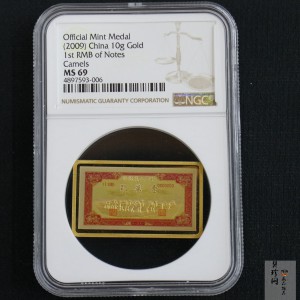 Official Mint Medal
(2009) China 10g Gold
1st RMB of Notes
Camels
MS 69
4897593-006
NUMISMATIC GUARANTY CORPORATION
NGC